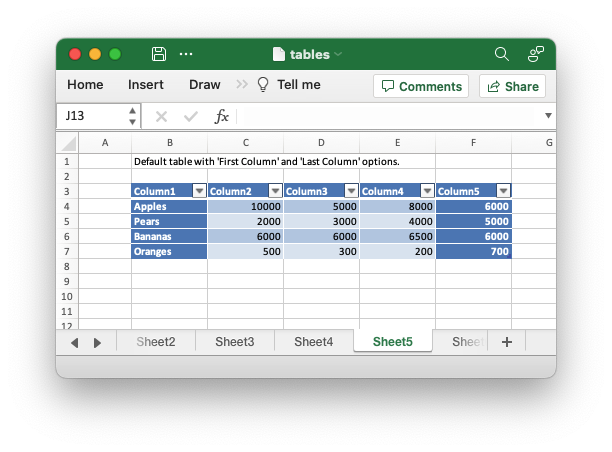 tables
Home Insert Draw Tell me Comments Share
J13 fx
A B C D E F G
1 Default table with 'First Column' and 'Last Column' options.
2
3 Column1 Column2 Column3 Column4 Column5
4 Apples 10000 5000 8000 6000
5 Pears 2000 3000 4000 5000
6 Bananas 6000 6000 6500 6000
7 Oranges 500 300 200 700
8
9
10
11
12
Sheet2 Sheet3 Sheet4 Sheet5 Shee